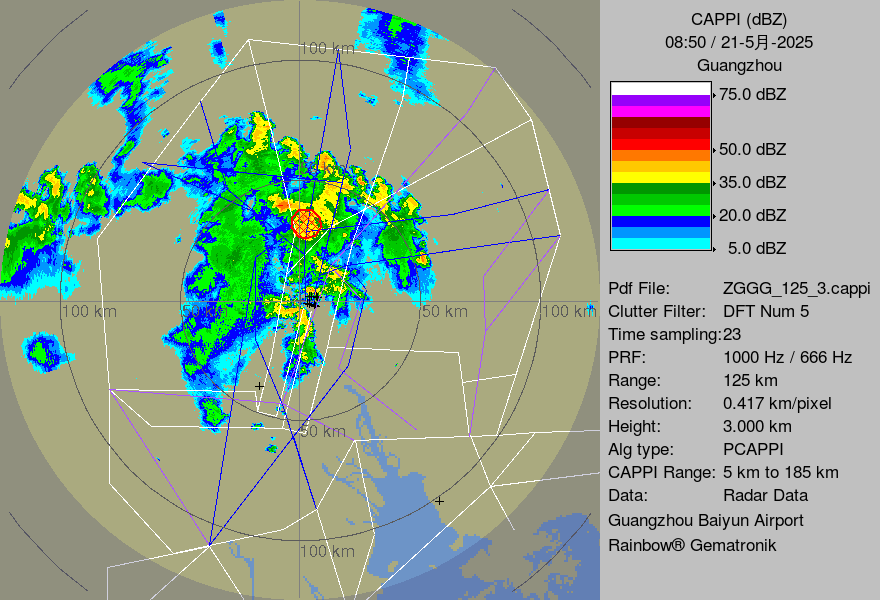 CAPPI (dBZ)
08:50 / 21-5月-2025
Guangzhou
75.0 dBZ
50.0 dBZ
35.0 dBZ
20.0 dBZ
5.0 dBZ
Pdf File: ZGGG_125_3.cappi
Clutter Filter: DFT Num 5
Time sampling:23
PRF: 1000 Hz / 666 Hz
Range: 125 km
Resolution: 0.417 km/pixel
Height: 3.000 km
Alg type: PCAPPI
CAPPI Range: 5 km to 185 km
Data: Radar Data
Guangzhou Baiyun Airport
Rainbow® Gematronik
100 km
100 km
50 km
100 km
50 km
100 km